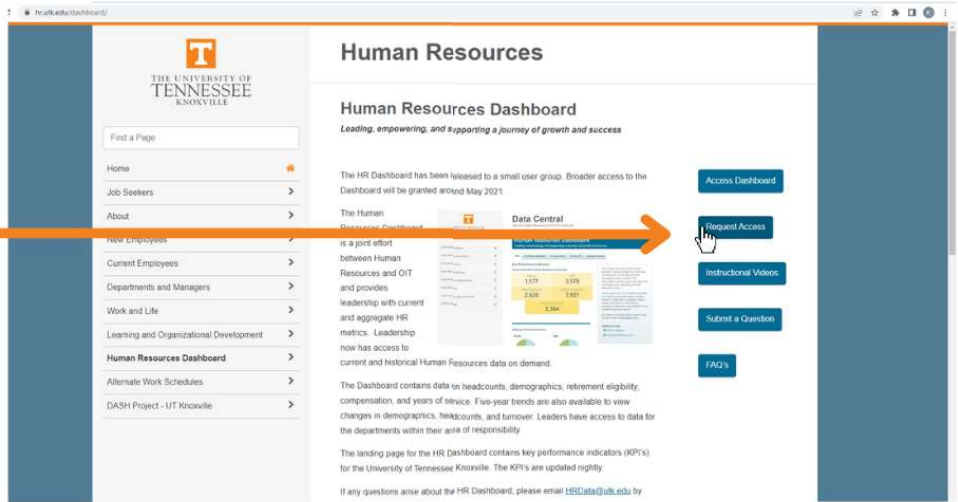 hr.utk.edu/dashboard/
T
THE UNIVERSITY OF
TENNESSEE
KNOXVILLE
Find a Page
Home
Job Seekers
About
New Employees
Current Employees
Departments and Managers
Work and Life
Learning and Organizational Development
Human Resources Dashboard
Alternate Work Schedules
DASH Project - UT Knoxville
Human Resources
Human Resources Dashboard
Leading, empowering, and supporting a journey of growth and success
The HR Dashboard has been released to a small user group. Broader access to the
Dashboard will be granted around May 2021.
The Human
Resources Dashboard
is a joint effort
between Human
Resources and OIT
and provides
leadership with current
and aggregate HR
metrics. Leadership
now has access to
current and historical Human Resources data on demand.
T
Data Central
Human Resources Dashboard
1,577
3,578
2,626
7,937
2,364
The Dashboard contains data on headcounts, demographics, retirement eligibility,
compensation, and years of service. Five-year trends are also available to view
changes in demographics, headcounts, and turnover. Leaders have access to data for
the departments within their area of responsibility.
The landing page for the HR Dashboard contains key performance indicators (KPI's)
for the University of Tennessee Knoxville. The KPI's are updated nightly.
If any questions arise about the HR Dashboard, please email HRData@utk.edu by
Access Dashboard
Request Access
Instructional Videos
Submit a Question
FAQ's